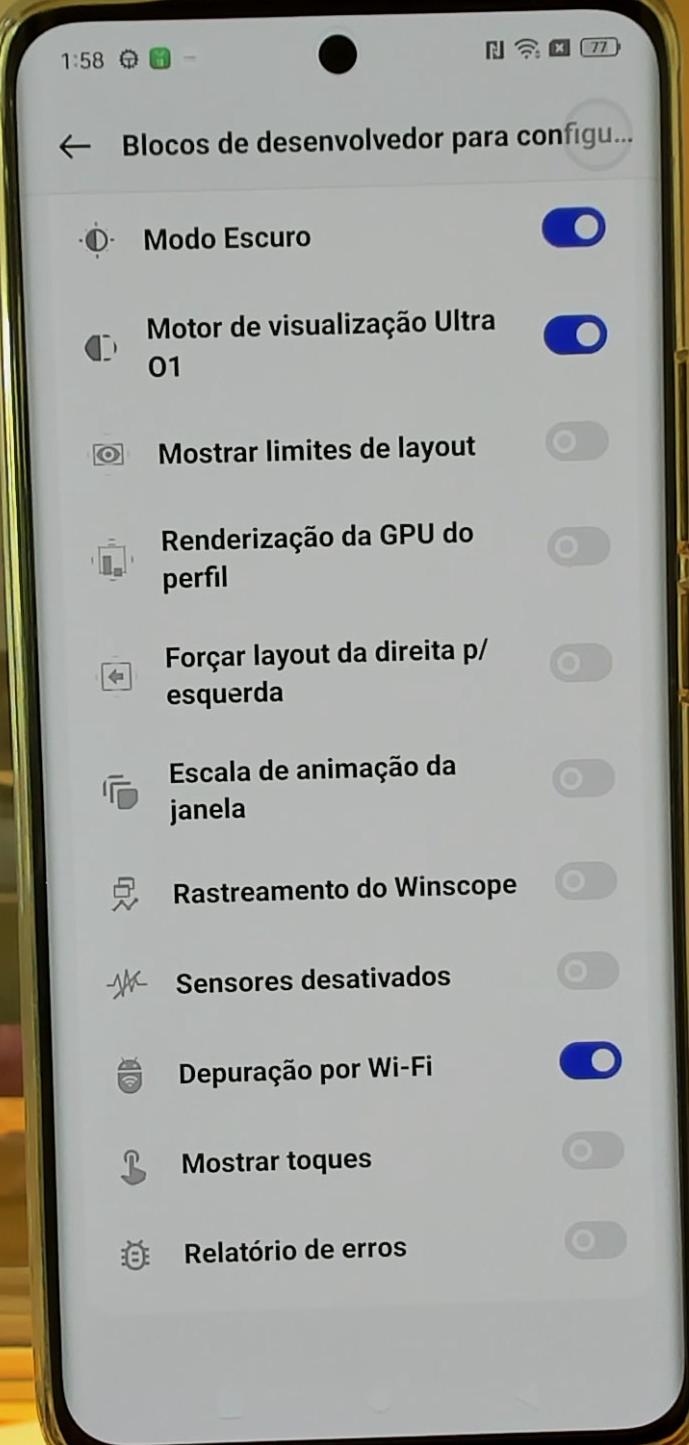 1:58
77
Blocos de desenvolvedor para configu...
Modo Escuro
Motor de visualização Ultra
O1
Mostrar limites de layout
Renderização da GPU do
perfil
Forçar layout da direita p/
esquerda
Escala de animação da
janela
Rastreamento do Winscope
Sensores desativados
Depuração por Wi-Fi
Mostrar toques
Relatório de erros